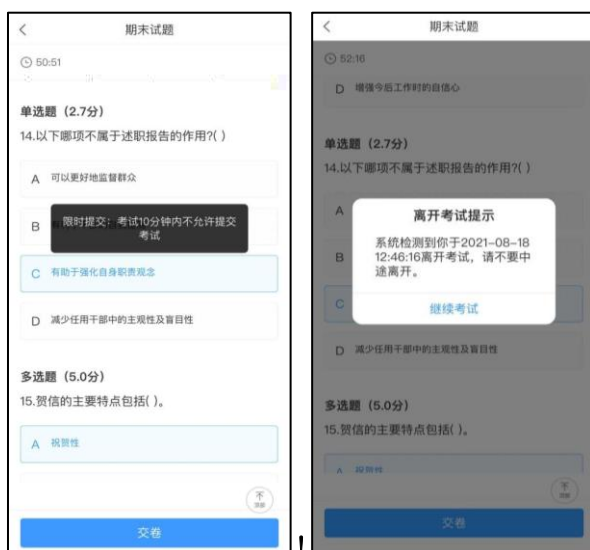 期末试题
50:51
单选题（2.7分）
14.以下哪项不属于述职报告的作用?( )
A 可以更好地监督群众
B
限时提交：考试10分钟内不允许提交
考试
C 有助于强化自身职责观念
D 减少任用干部中的主观性及盲目性
多选题（5.0分）
15.贺信的主要特点包括( )。
A 祝贺性
顶部
交卷
!
期末试题
52:16
D 增强今后工作时的自信心
单选题（2.7分）
14.以下哪项不属于述职报告的作用?( )
A
离开考试提示
系统检测到你于2021-08-18
B
12:46:16离开考试，请不要中
途离开。
C
继续考试
D 减少任用干部中的主观性及盲目性
多选题（5.0分）
15.贺信的主要特点包括( )。
A 祝贺性
顶部
交卷